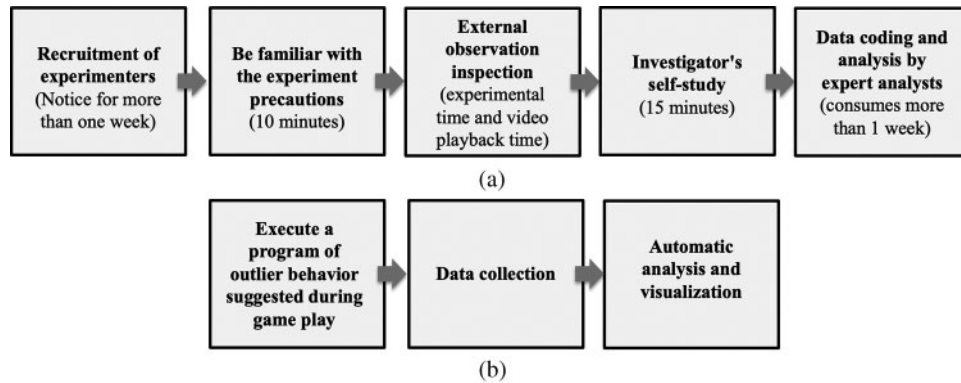 Recruitment of
experimenters
(Notice for more
than one week)
Be familiar with
the experiment
precautions
(10 minutes)
External
observation
inspection
(experimental
time and video
playback time)
Investigator's
self-study
(15 minutes)
Data coding and
analysis by
expert analysts
(consumes more
than 1 week)
(a)
Execute a
program of
outlier behavior
suggested during
game play
Data collection
Automatic
analysis and
visualization
(b)